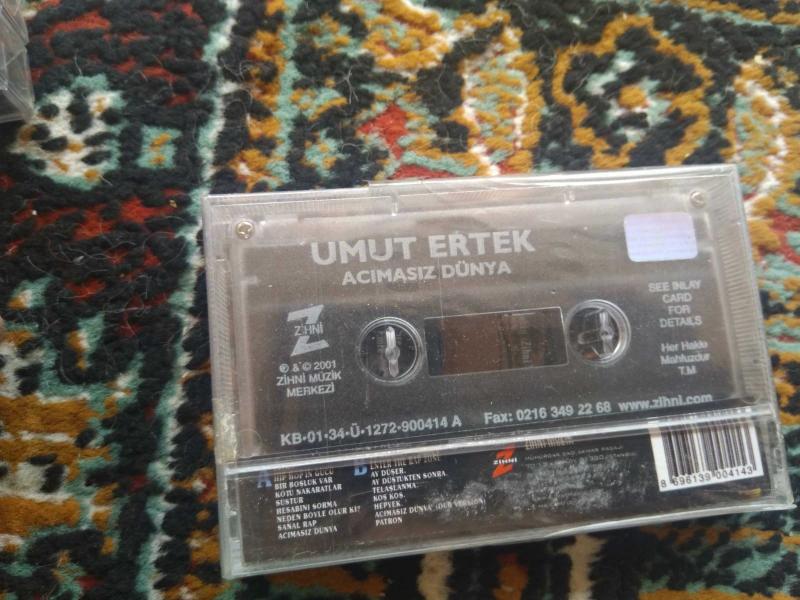 UMUT ERTEK
ACIMASIZ DÜNYA
SEE INLAY
CARD
FOR
DETAILS
Her Hakkı
Mahfuzdur
T.M
Z
ZİHNİ
℗ & © 2001
ZİHNİ MÜZİK
MERKEZİ
KB·01·34·Ü·1272·900414 A
Fax: 0216 349 22 68 www.zihni.com
A
HIP HOP'IN GÜCÜ
BİR BOŞLUK VAR
KÖTÜ NAKARATLAR
SUSTUR
HESABINI SORMA
NEDEN BÖYLE OLUR Kİ?
SANAL RAP
ACIMASIZ DÜNYA
B
ENTER THE RAP ZONE
AY DÜŞER.
AY DÜŞTÜKTEN SONRA.
TELAŞLANMA.
KOŞ KOŞ.
HEPYEK
ACIMASIZ DÜNYA (DUB VERSION)
PATRON
ZİHNİ
8 696139 004143